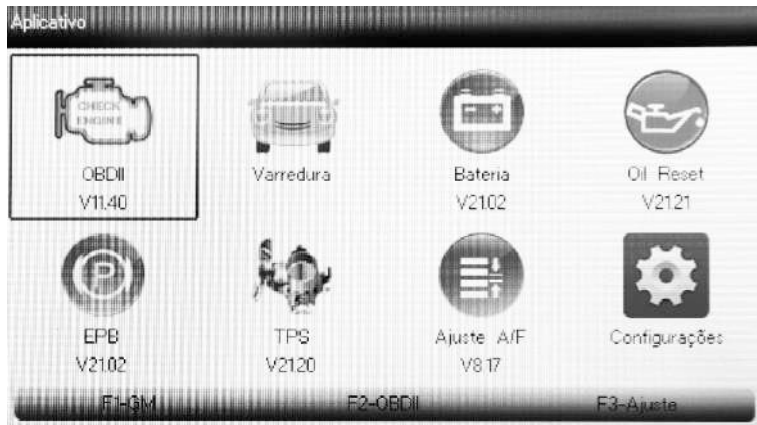 Aplicativo
CHECK
ENGINE
OBDII
V11.40
Varredura
Bateria
V21.02
Oil Reset
V21.21
P
EPB
V21.02
TPS
V21.20
Ajuste A/F
V8.17
Configurações
F1-GM
F2-OBDII
F3-Ajuste